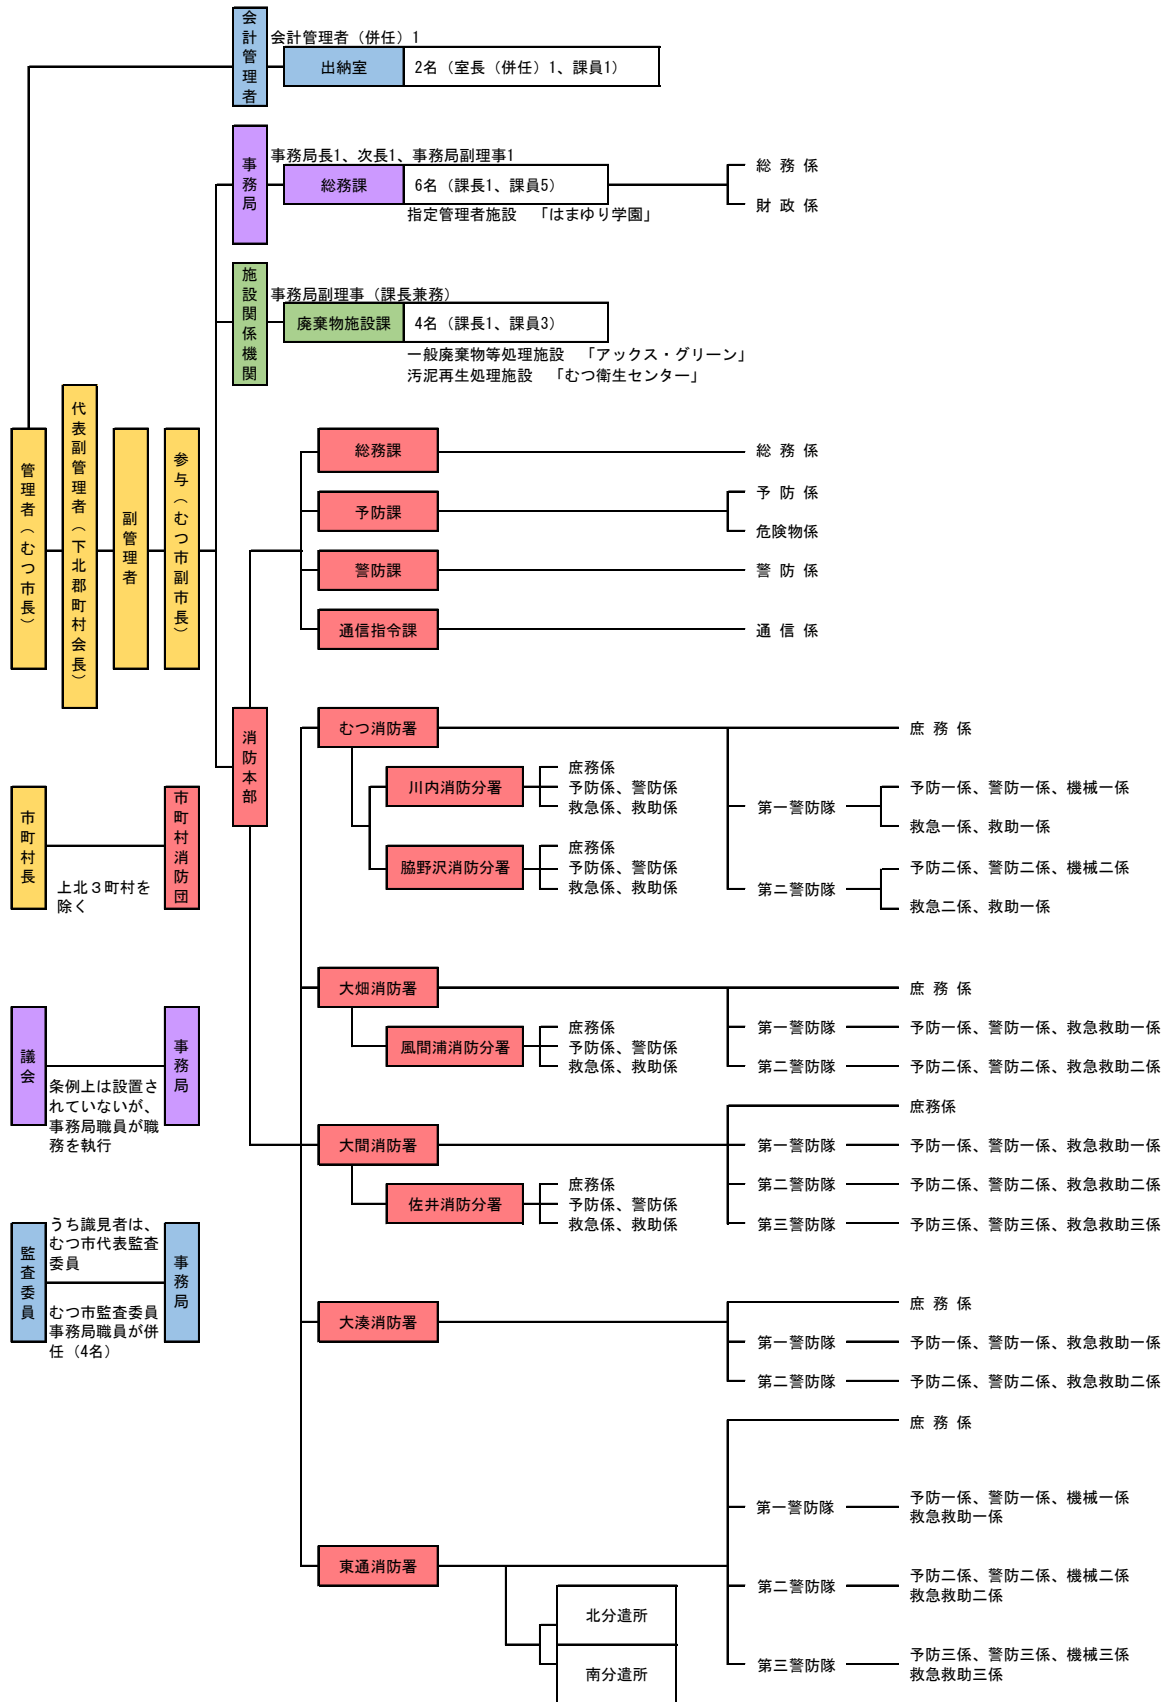 会計管理者
会計管理者（併任）1
出納室
2名（室長（併任）1、課員1）
事務局
事務局長1、次長1、事務局副理事1
総務課
6名（課長1、課員5）
指定管理者施設　「はまゆり学園」
総務係
財政係
施設関係機関
事務局副理事（課長兼務）
廃棄物施設課
4名（課長1、課員3）
一般廃棄物等処理施設　「アックス・グリーン」
汚泥再生処理施設　「むつ衛生センター」
管理者（むつ市長）
代表副管理者（下北郡町村会長）
副管理者
参与（むつ市副市長）
総務課
総務係
予防課
予防係
危険物係
警防課
警防係
通信指令課
通信係
消防本部
むつ消防署
庶務係
川内消防分署
庶務係
予防係、警防係
救急係、救助係
脇野沢消防分署
庶務係
予防係、警防係
救急係、救助係
第一警防隊
予防一係、警防一係、機械一係
救急一係、救助一係
第二警防隊
予防二係、警防二係、機械二係
救急二係、救助一係
市町村長
市町村消防団
上北３町村を
除く
大畑消防署
庶務係
風間浦消防分署
庶務係
予防係、警防係
救急係、救助係
第一警防隊
予防一係、警防一係、救急救助一係
第二警防隊
予防二係、警防二係、救急救助二係
議会
事務局
条例上は設置さ
れていないが、
事務局職員が職
務を執行
大間消防署
庶務係
佐井消防分署
庶務係
予防係、警防係
救急係、救助係
第一警防隊
予防一係、警防一係、救急救助一係
第二警防隊
予防二係、警防二係、救急救助二係
第三警防隊
予防三係、警防三係、救急救助三係
監査委員
うち識見者は、
むつ市代表監査
委員
事務局
むつ市監査委員
事務局職員が併
任（4名）
大湊消防署
庶務係
第一警防隊
予防一係、警防一係、救急救助一係
第二警防隊
予防二係、警防二係、救急救助二係
東通消防署
庶務係
第一警防隊
予防一係、警防一係、機械一係
救急救助一係
第二警防隊
予防二係、警防二係、機械二係
救急救助二係
第三警防隊
予防三係、警防三係、機械三係
救急救助三係
北分遣所
南分遣所